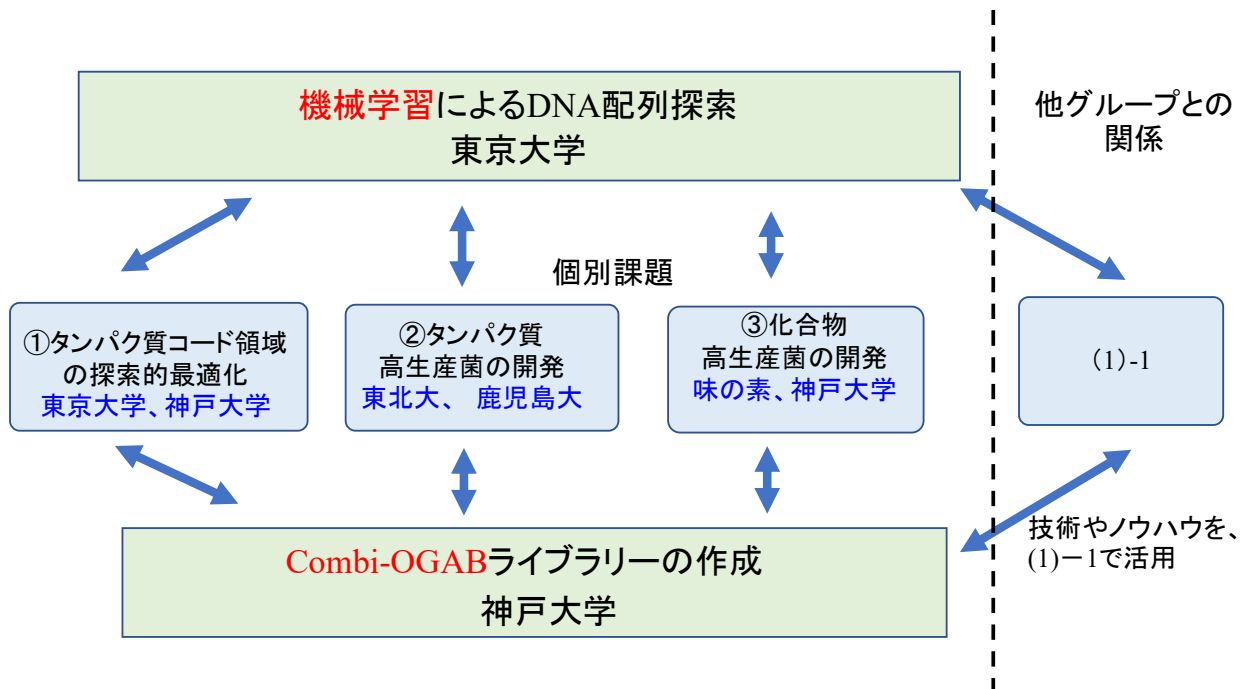 機械学習によるDNA配列探索
東京大学
他グループとの
関係
個別課題
①タンパク質コード領域
の探索的最適化
東京大学、神戸大学
②タンパク質
高生産菌の開発
東北大、 鹿児島大
③化合物
高生産菌の開発
味の素、神戸大学
(1)-1
Combi-OGABライブラリーの作成
神戸大学
技術やノウハウを、
(1)ー1で活用